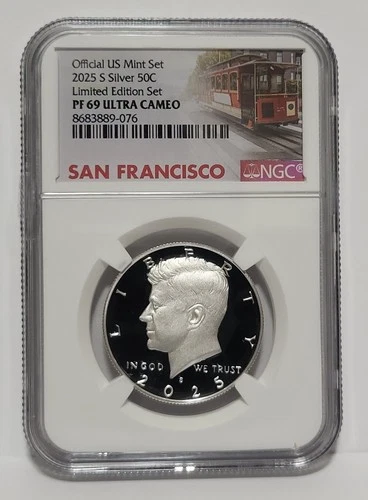 Official US Mint Set
2025 S Silver 50C
Limited Edition Set
PF 69 ULTRA CAMEO
8683889-076
SAN FRANCISCO
NGC®
LIBERTY
IN GOD WE TRUST
S
2025